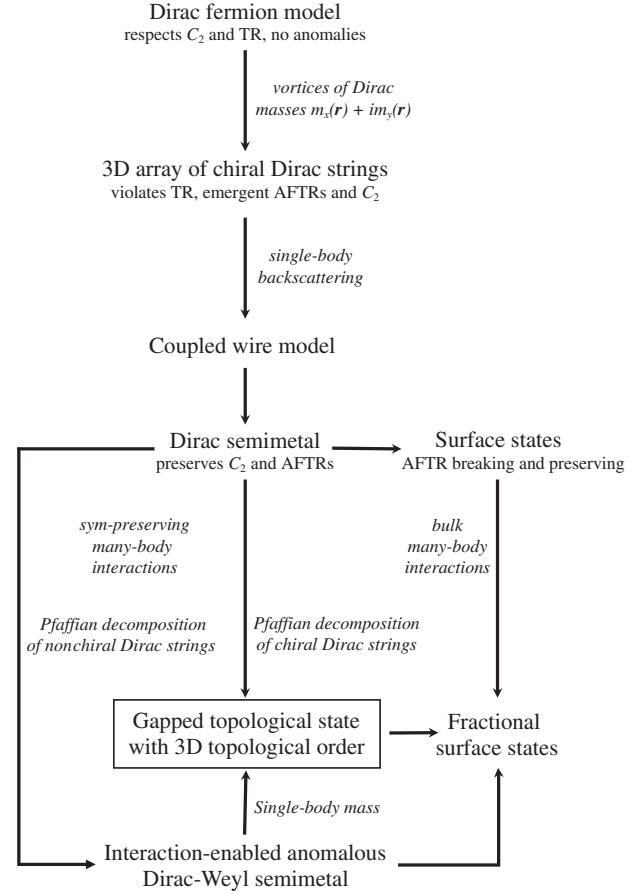 Dirac fermion model
respects C₂ and TR, no anomalies
vortices of Dirac
masses mₓ(r) + imᵧ(r)
3D array of chiral Dirac strings
violates TR, emergent AFTRs and C₂
single-body
backscattering
Coupled wire model
Dirac semimetal
preserves C₂ and AFTRs
Surface states
AFTR breaking and preserving
sym-preserving
many-body
interactions
bulk
many-body
interactions
Pfaffian decomposition
of nonchiral Dirac strings
Pfaffian decomposition
of chiral Dirac strings
Gapped topological state
with 3D topological order
Fractional
surface states
Single-body mass
Interaction-enabled anomalous
Dirac-Weyl semimetal